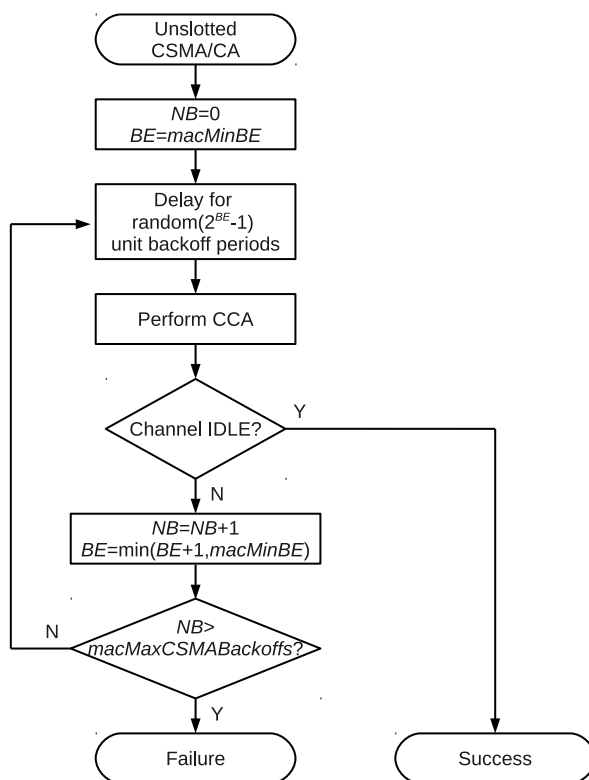 Unslotted
CSMA/CA
NB=0
BE=macMinBE
Delay for
random(2^BE-1)
unit backoff periods
Perform CCA
Channel IDLE?
Y
N
NB=NB+1
BE=min(BE+1,macMinBE)
N
NB>
macMaxCSMABackoffs?
Y
Failure
Success